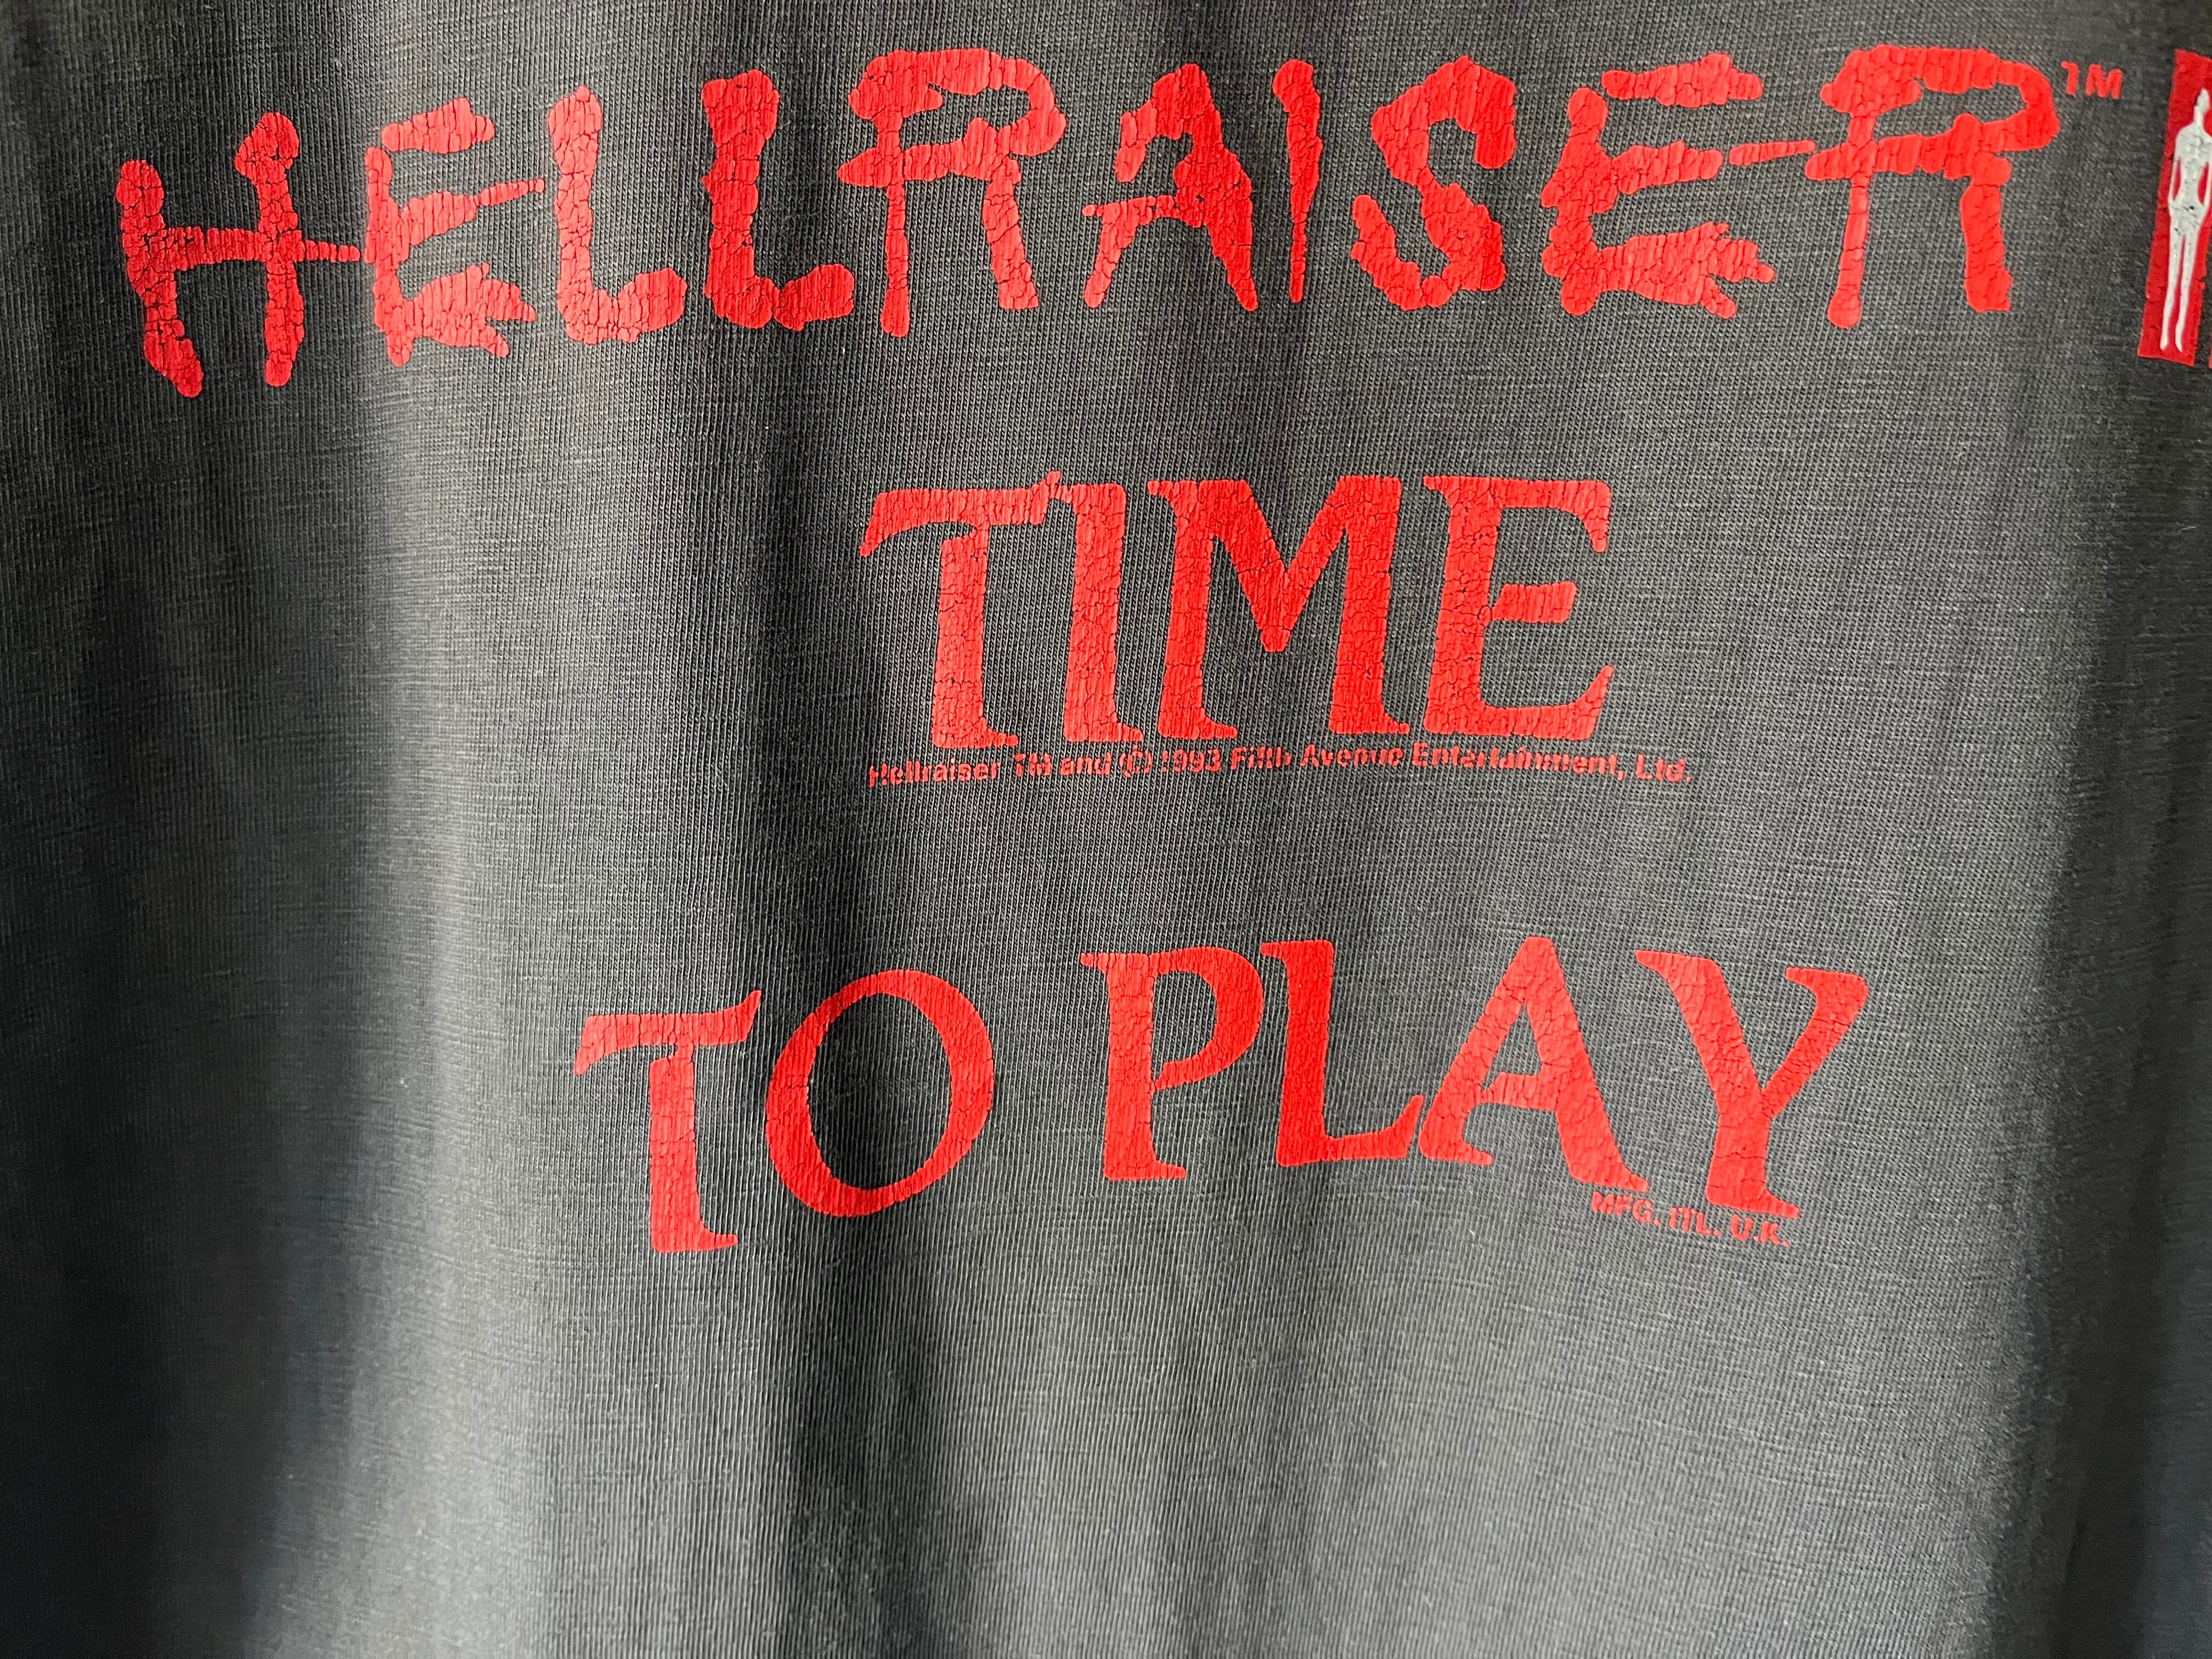 HELLRAISER™
TIME
Hellraiser TM and © 1993 Fifth Avenue Entertainment, Ltd.
TO PLAY
MFG. ITL. U.K.